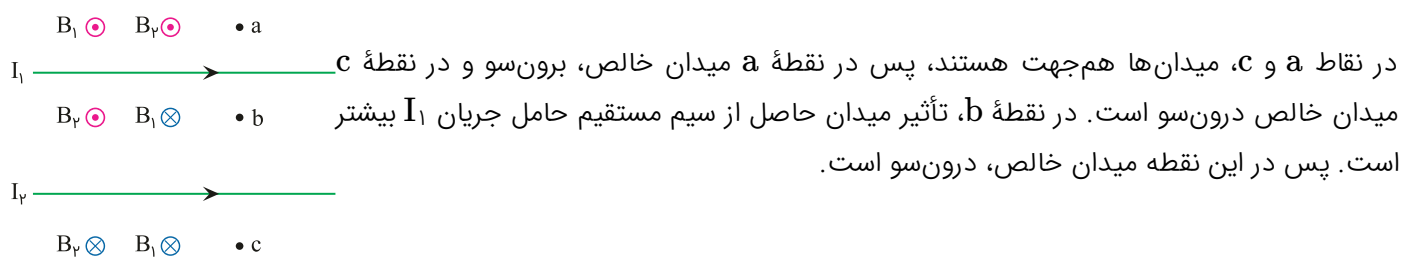 B₁ ⊙ B₂ ⊙ • a
I₁
B₂ ⊙ B₁ ⊗ • b
I₂
B₂ ⊗ B₁ ⊗ • c
در نقاط a و c، میدان‌ها هم‌جهت هستند، پس در نقطهٔ a میدان خالص، برون‌سو و در نقطهٔ c
میدان خالص درون‌سو است. در نقطهٔ b، تأثیر میدان حاصل از سیم مستقیم حامل جریان I₁ بیشتر
است. پس در این نقطه میدان خالص، درون‌سو است.